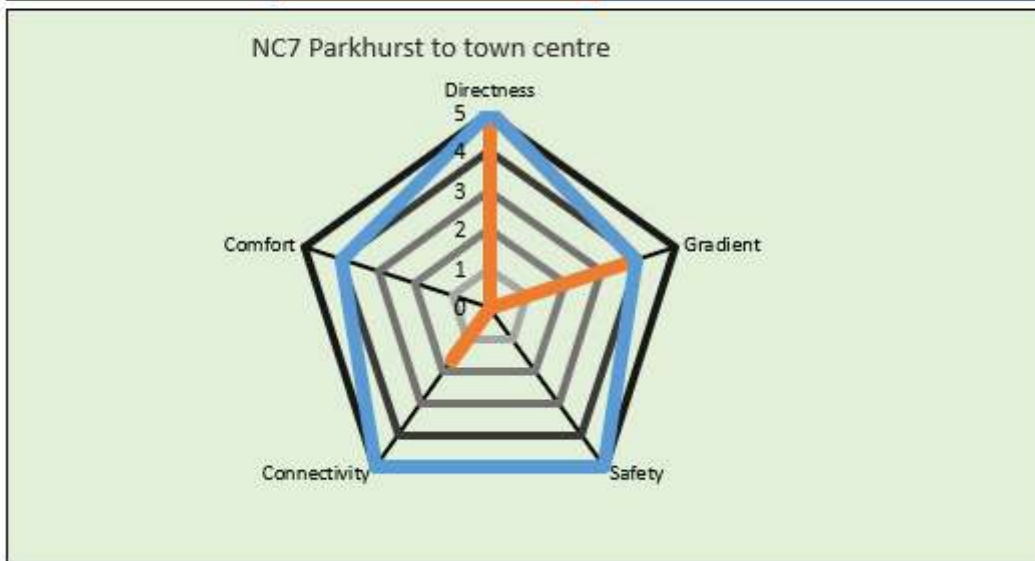 NC7 Parkhurst to town centre
Directness
5
4
3
2
1
0
Comfort
Gradient
Connectivity
Safety